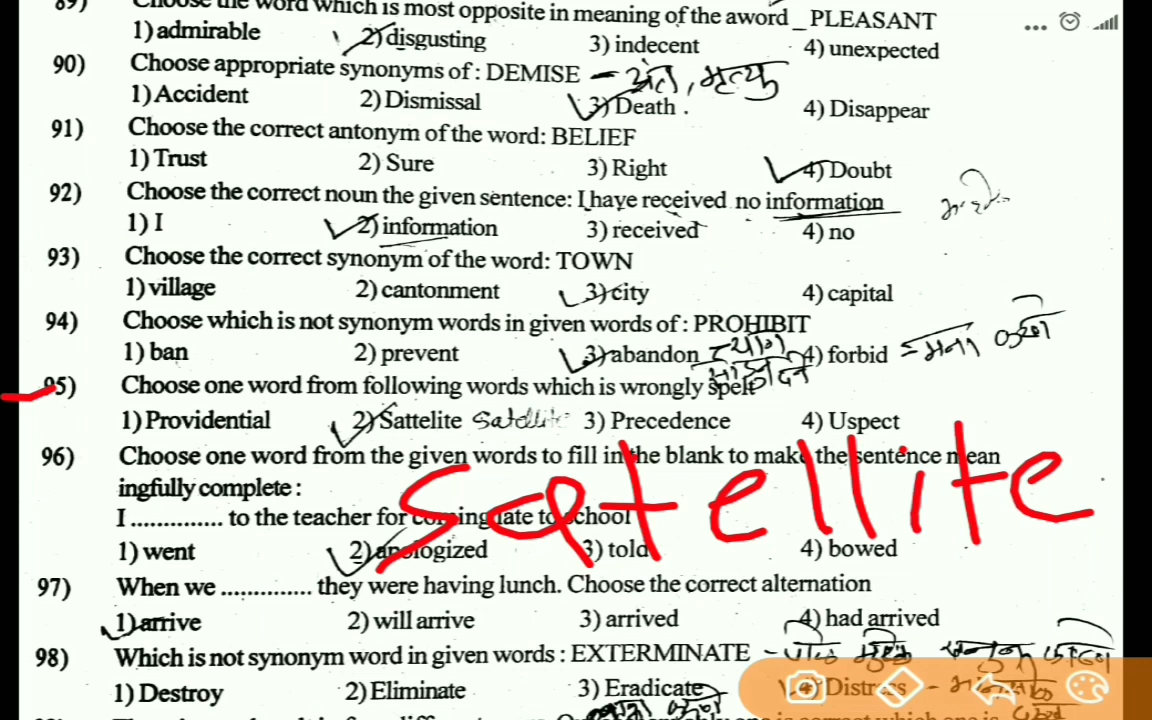 89) Choose the word which is most opposite in meaning of the aword _PLEASANT
1) admirable 2) disgusting 3) indecent 4) unexpected
90) Choose appropriate synonyms of : DEMISE - अंत, मृत्यु
1) Accident 2) Dismissal 3) Death . 4) Disappear
91) Choose the correct antonym of the word: BELIEF
1) Trust 2) Sure 3) Right 4) Doubt
92) Choose the correct noun the given sentence: I have received no information
1) I 2) information 3) received 4) no
93) Choose the correct synonym of the word: TOWN
1) village 2) cantonment 3) city 4) capital
94) Choose which is not synonym words in given words of : PROHIBIT
1) ban 2) prevent 3) abandon 4) forbid = मना करणे
95) Choose one word from following words which is wrongly spelt
1) Providential 2) Sattelite Satellite 3) Precedence 4) Uspect
96) Choose one word from the given words to fill in the blank to make the sentence mean
ingfully complete :
satellite
I .............. to the teacher for coming late to school
1) went 2) apologized 3) told 4) bowed
97) When we .............. they were having lunch. Choose the correct alternation
1) arrive 2) will arrive 3) arrived 4) had arrived
98) Which is not synonym word in given words : EXTERMINATE -
1) Destroy 2) Eliminate 3) Eradicate 4) Distress -